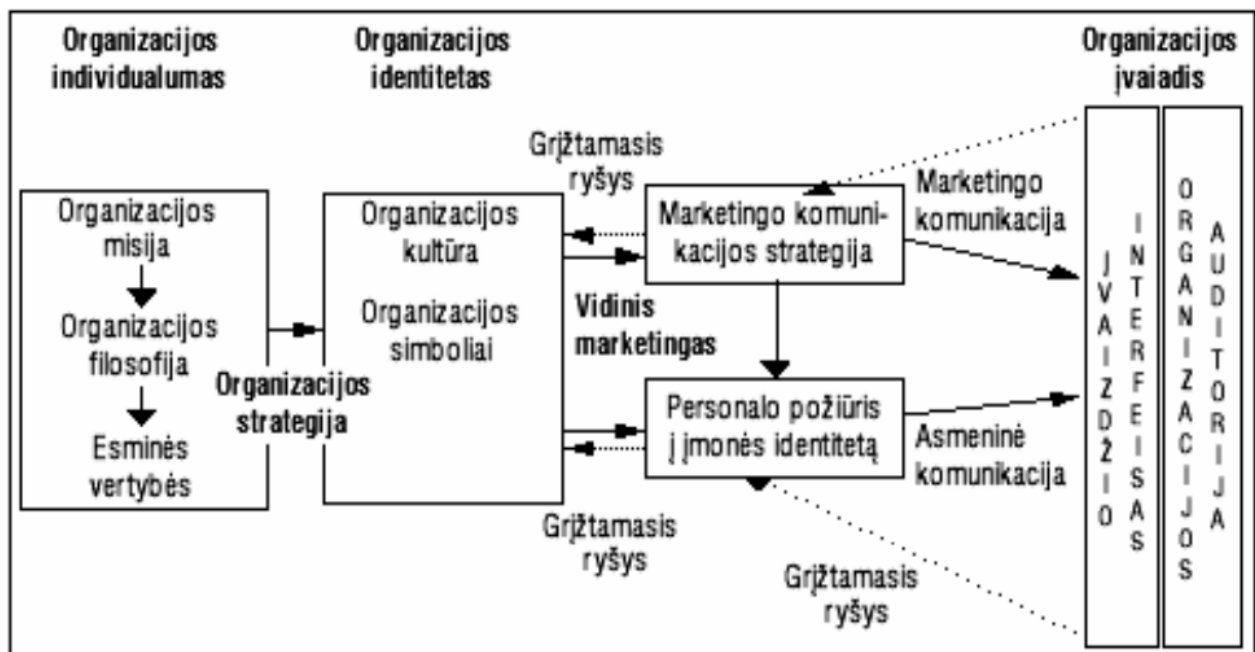 Organizacijos
individualumas
Organizacijos
identitetas
Organizacijos
įvaiadis
Organizacijos
misija
Organizacijos
filosofija
Esminės
vertybės
Organizacijos
strategija
Organizacijos
kultūra
Organizacijos
simboliai
Grįžtamasis
ryšys
Vidinis
marketingas
Grįžtamasis
ryšys
Marketingo komuni-
kacijos strategija
Personalo požiūris
į įmonės identitetą
Marketingo
komunikacija
Asmeninė
komunikacija
Grįžtamasis
ryšys
ĮVAIZDŽIO
INTERFEISAS
ORGANIZACIJOS
AUDITORIJA